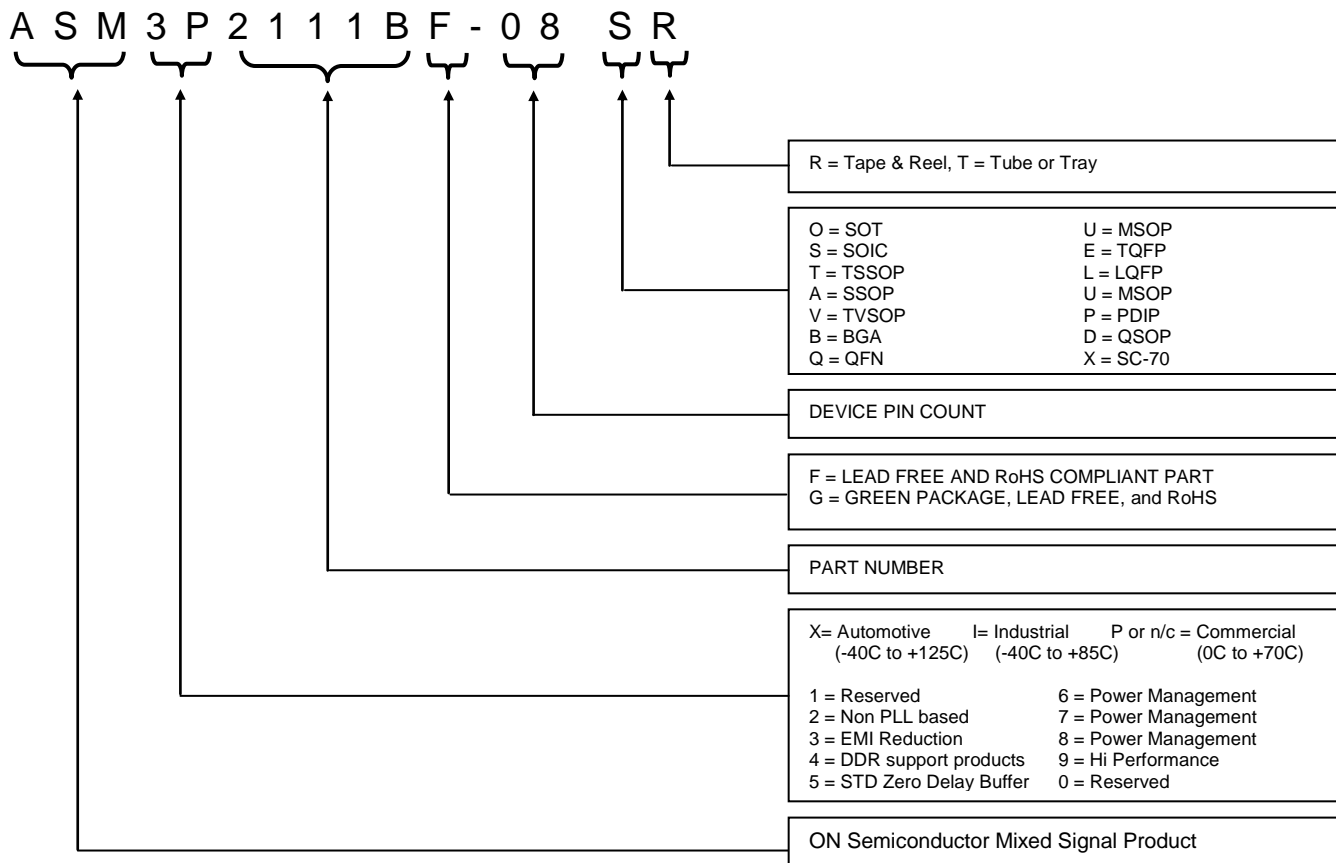 A S M 3 P 2 1 1 1 B F - 0 8 S R
R = Tape & Reel, T = Tube or Tray
O = SOT U = MSOP
S = SOIC E = TQFP
T = TSSOP L = LQFP
A = SSOP U = MSOP
V = TVSOP P = PDIP
B = BGA D = QSOP
Q = QFN X = SC-70
DEVICE PIN COUNT
F = LEAD FREE AND RoHS COMPLIANT PART
G = GREEN PACKAGE, LEAD FREE, and RoHS
PART NUMBER
X= Automotive I= Industrial P or n/c = Commercial
(-40C to +125C) (-40C to +85C) (0C to +70C)
1 = Reserved 6 = Power Management
2 = Non PLL based 7 = Power Management
3 = EMI Reduction 8 = Power Management
4 = DDR support products 9 = Hi Performance
5 = STD Zero Delay Buffer 0 = Reserved
ON Semiconductor Mixed Signal Product